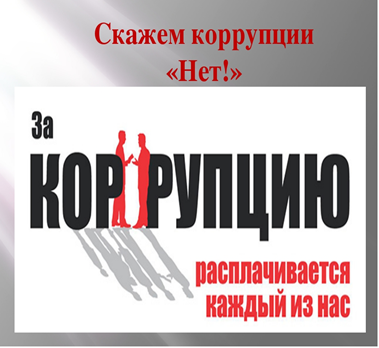 Скажем коррупции
«Нет!»
За
КОРРУПЦИЮ
расплачивается
каждый из нас